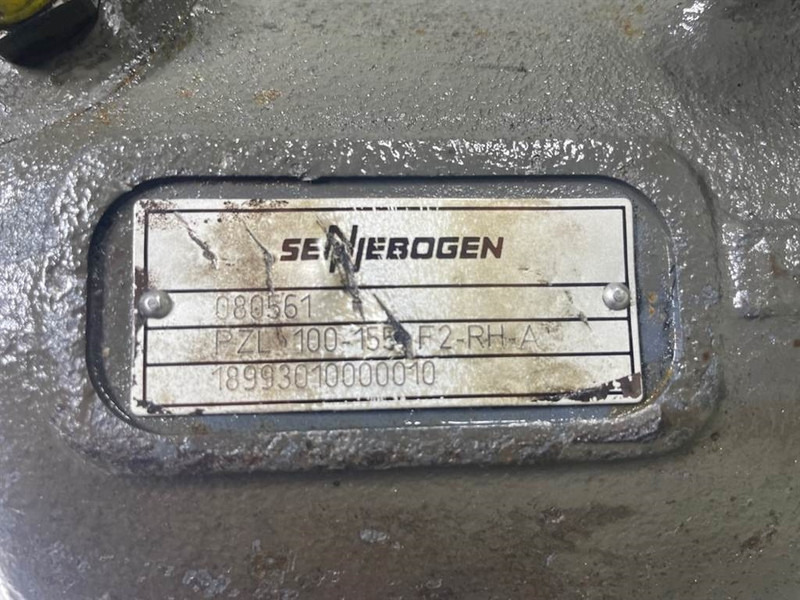 SENNEBOGEN
080561
PZL 100-155 F2-RH-A
18993010000010